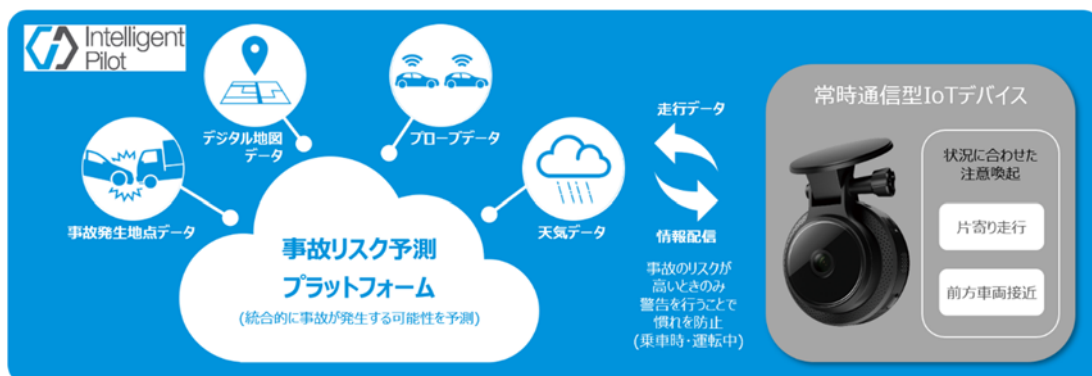 Intelligent
Pilot
デジタル地図
データ
プローブデータ
事故発生地点データ
天気データ
事故リスク予測
プラットフォーム
(統合的に事故が発生する可能性を予測)
走行データ
情報配信
事故のリスクが
高いときのみ
警告を行うことで
慣れを防止
(乗車時・運転中)
常時通信型IoTデバイス
状況に合わせた
注意喚起
片寄り走行
前方車両接近